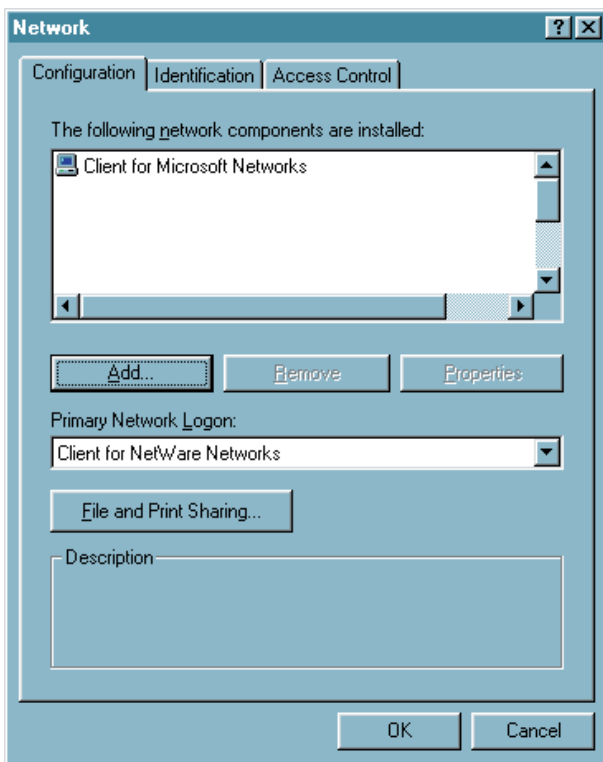 Network
Configuration Identification Access Control
The following network components are installed:
Client for Microsoft Networks
Add... Remove Properties
Primary Network Logon:
Client for NetWare Networks
File and Print Sharing...
Description
OK Cancel